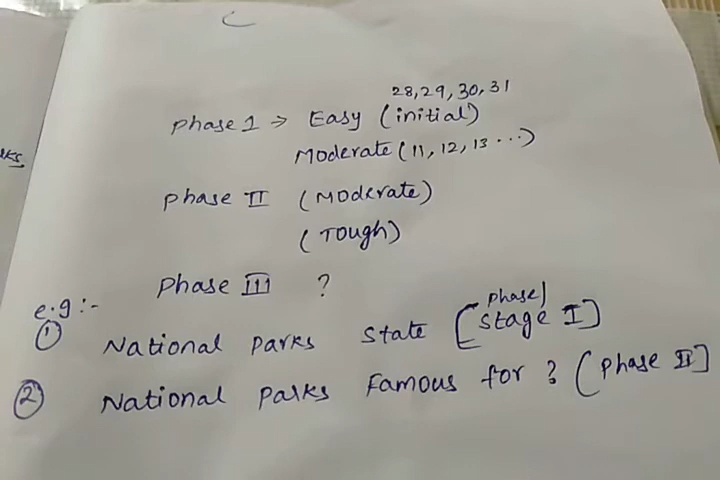 28, 29, 30, 31
Phase 1 → Easy (initial)
Moderate (11, 12, 13 ...)
Phase II (Moderate)
(Tough)
Phase III ?
e.g :-
① National Parks State [Stage I]
phase 1
② National Parks Famous for ? (Phase II]